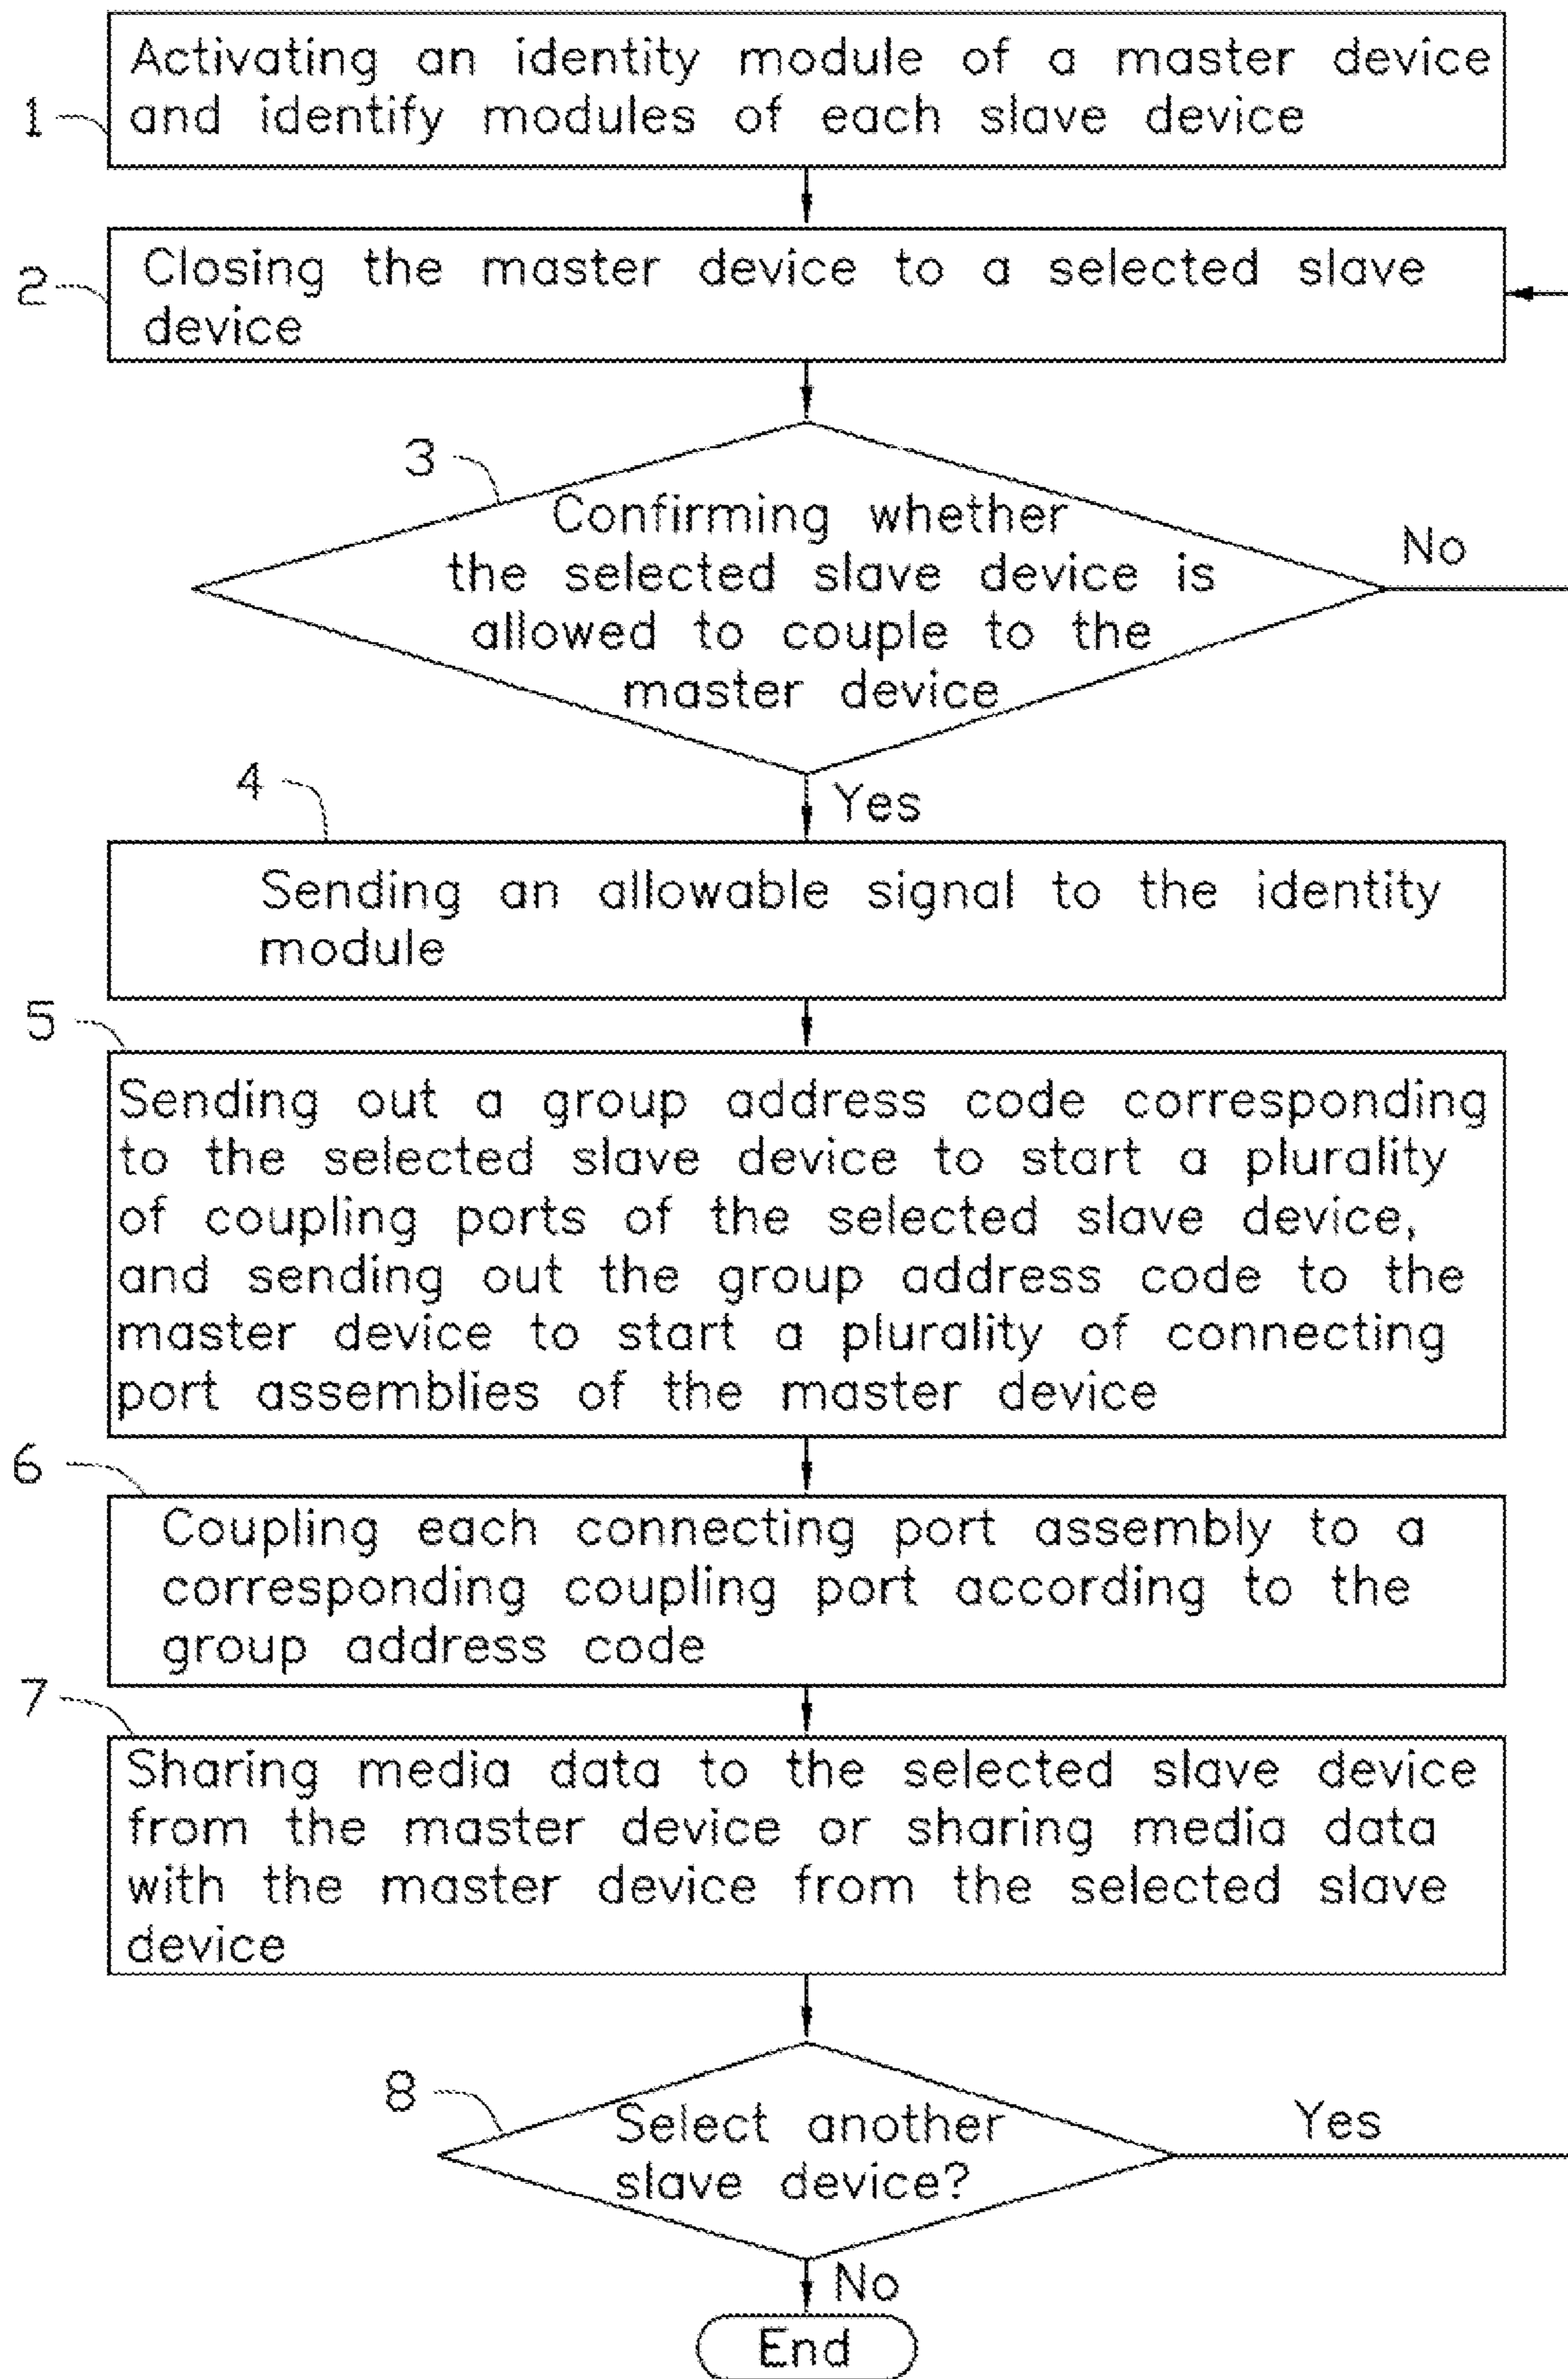 Activating an identity module of a master device
and identify modules of each slave device
1
Closing the master device to a selected slave
device
2
3
Confirming whether
the selected slave device is
allowed to couple to the
master device
No
4
Yes
Sending an allowable signal to the identity
module
5
Sending out a group address code corresponding
to the selected slave device to start a plurality
of coupling ports of the selected slave device,
and sending out the group address code to the
master device to start a plurality of connecting
port assemblies of the master device
6
Coupling each connecting port assembly to a
corresponding coupling port according to the
group address code
7
Sharing media data to the selected slave device
from the master device or sharing media data
with the master device from the selected slave
device
8
Select another
slave device?
Yes
No
End